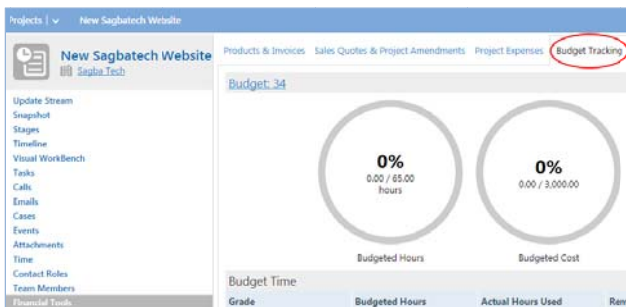 Projects | New Sagbatech Website
New Sagbatech Website
Sagba Tech
Products & Invoices Sales Quotes & Project Amendments Project Expenses Budget Tracking
Update Stream
Snapshot
Stages
Timeline
Visual WorkBench
Tasks
Calls
Emails
Cases
Events
Attachments
Time
Contact Roles
Team Members
Financial Tools
Budget: 34
0%
0.00 / 65.00
hours
Budgeted Hours
0%
0.00 / 3,000.00
Budgeted Cost
Budget Time
Grade Budgeted Hours Actual Hours Used